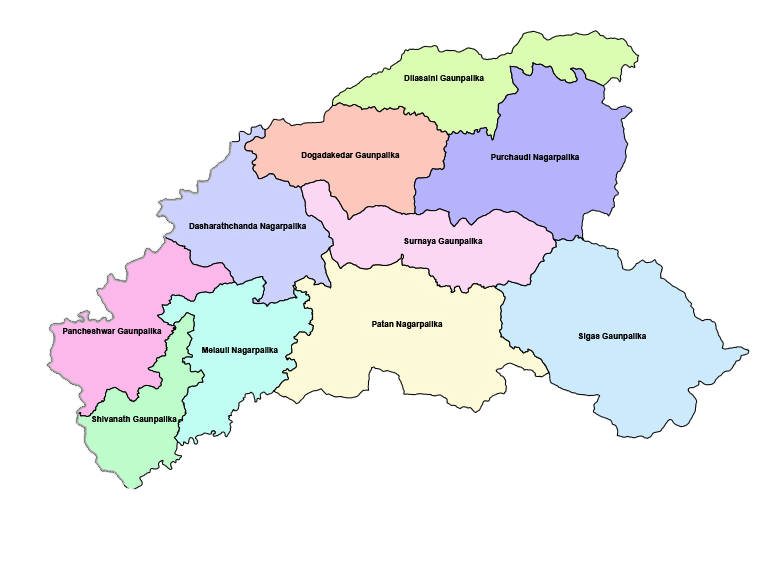 Dilasaini Gaunpalika
Dogadakedar Gaunpalika
Purchaudi Nagarpalika
Dasharathchanda Nagarpalika
Surnaya Gaunpalika
Pancheshwar Gaunpalika
Patan Nagarpalika
Sigas Gaunpalika
Melauli Nagarpalika
Shivanath Gaunpalika